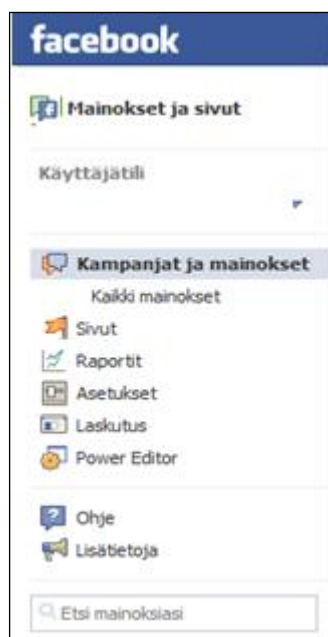 facebook
Mainokset ja sivut
Käyttäjätili
Kampanjat ja mainokset
Kaikki mainokset
Sivut
Raportit
Asetukset
Laskutus
Power Editor
Ohje
Lisätietoja
Etsi mainoksiasi